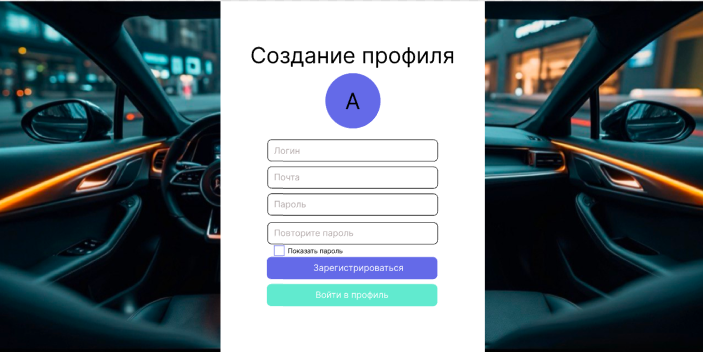 Создание профиля
A
Логин
Почта
Пароль
Повторите пароль
Показать пароль
Зарегистрироваться
Войти в профиль